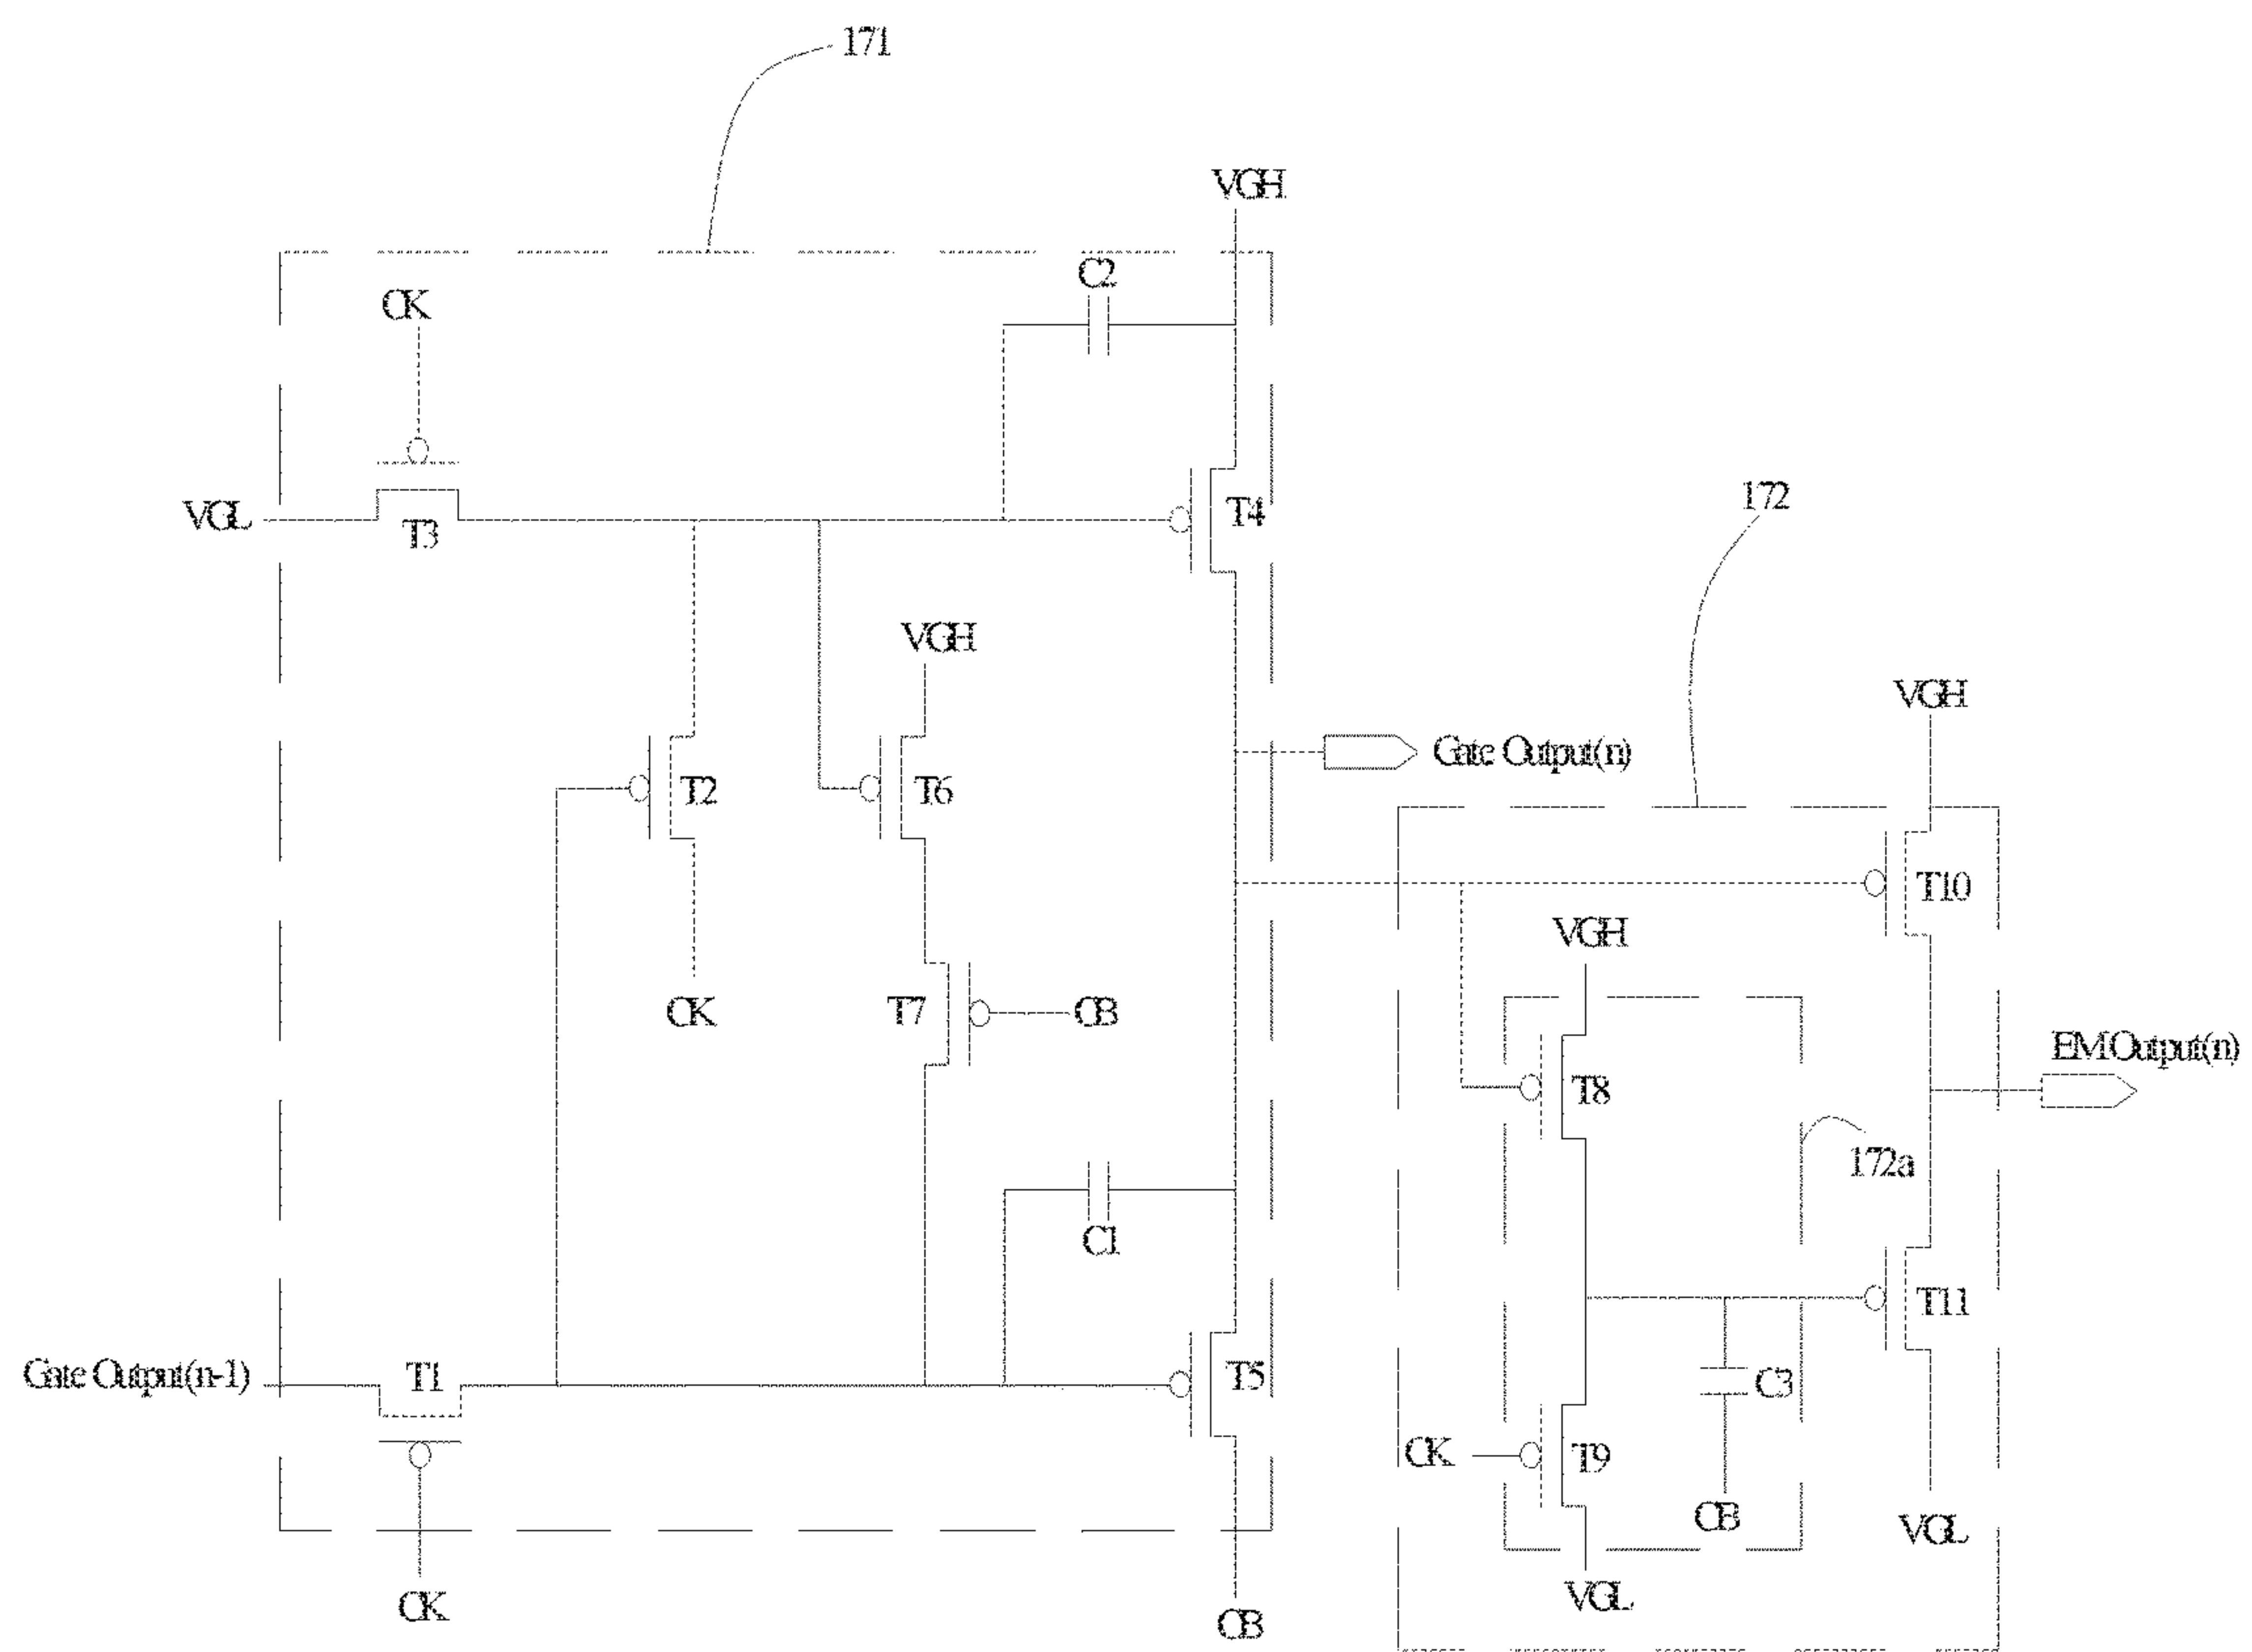 171
VGH
C2
CK
VGL
T3
T4
172
VGH
VGH
Gate Output(n)
T2
T6
T10
VGH
CK
T7
CB
EM Output(n)
T8
172a
C1
T11
Gate Output(n-1)
T1
T5
C3
CK
T9
CB
VGL
VGL
CK
CB